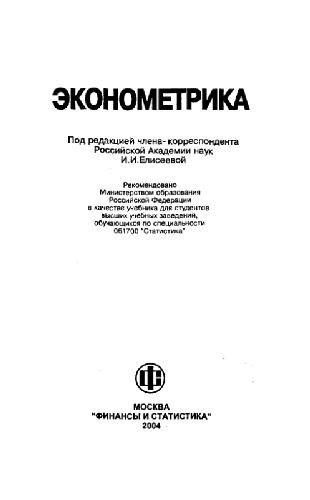 ЭКОНОМЕТРИКА
Под редакцией члена-корреспондента
Российской Академии наук
И.И.Елисеевой
Рекомендовано
Министерством образования
Российской Федерации
в качестве учебника для студентов
высших учебных заведений,
обучающихся по специальности
061700 "Статистика"
МОСКВА
"ФИНАНСЫ И СТАТИСТИКА"
2004